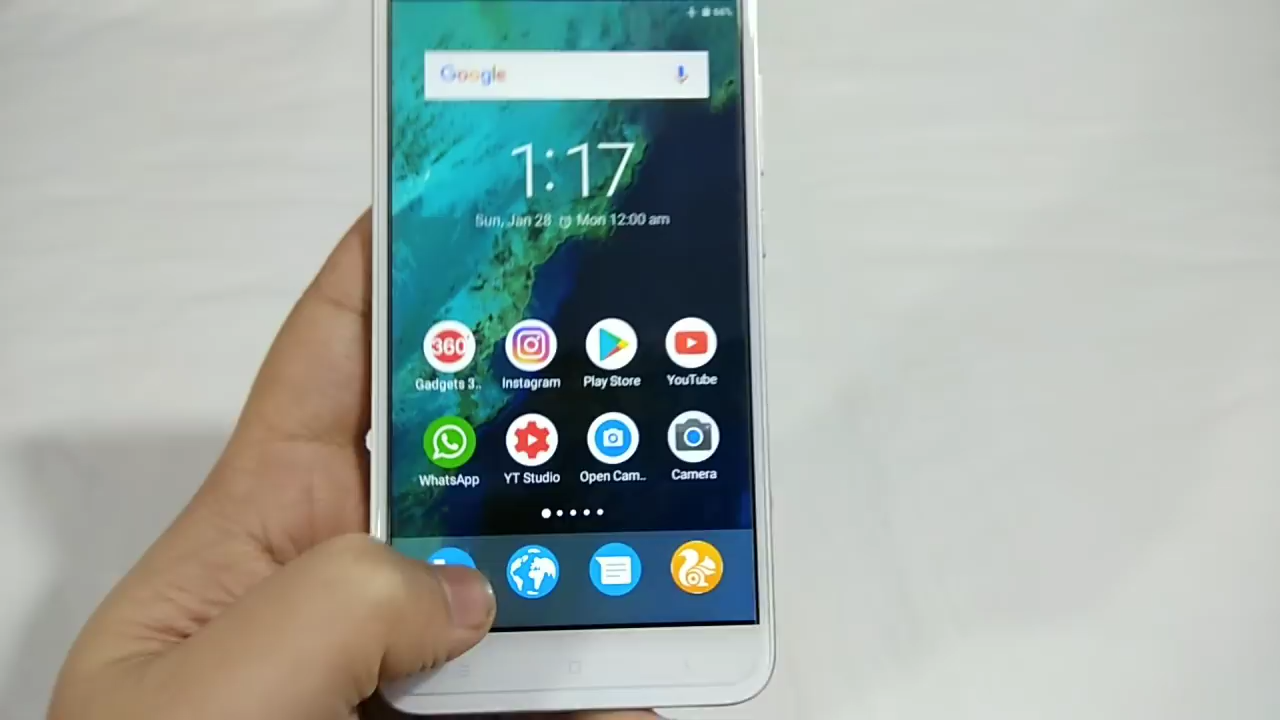 66%
Google
1:17
Sun, Jan 28 Mon 12:00 am
360
Gadgets 3.. Instagram Play Store YouTube
WhatsApp YT Studio Open Cam.. Camera